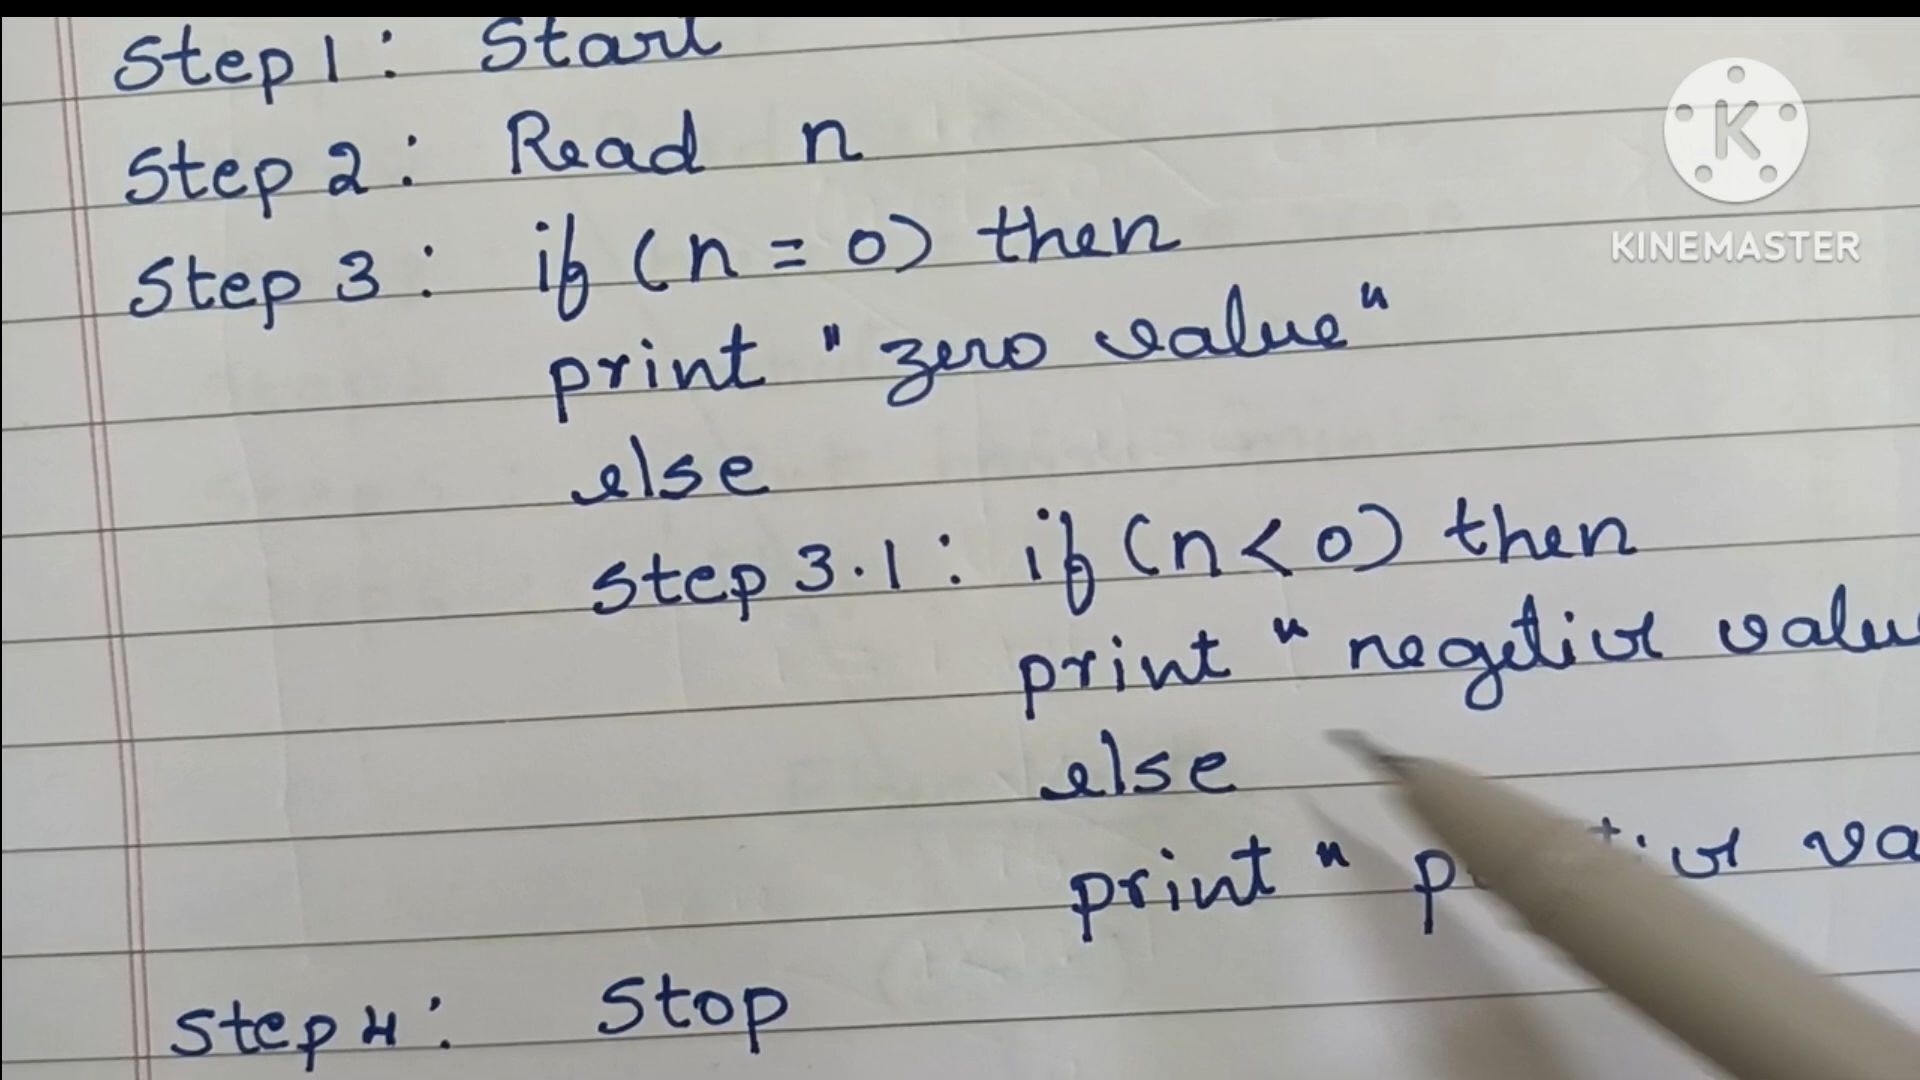 Step 1 : Start
Step 2 : Read n
Step 3 : if (n = 0) then
print " zero value "
else
Step 3.1 : if (n < 0) then
print " negetive
else
print "
Step 4 : Stop
K
KINEMASTER